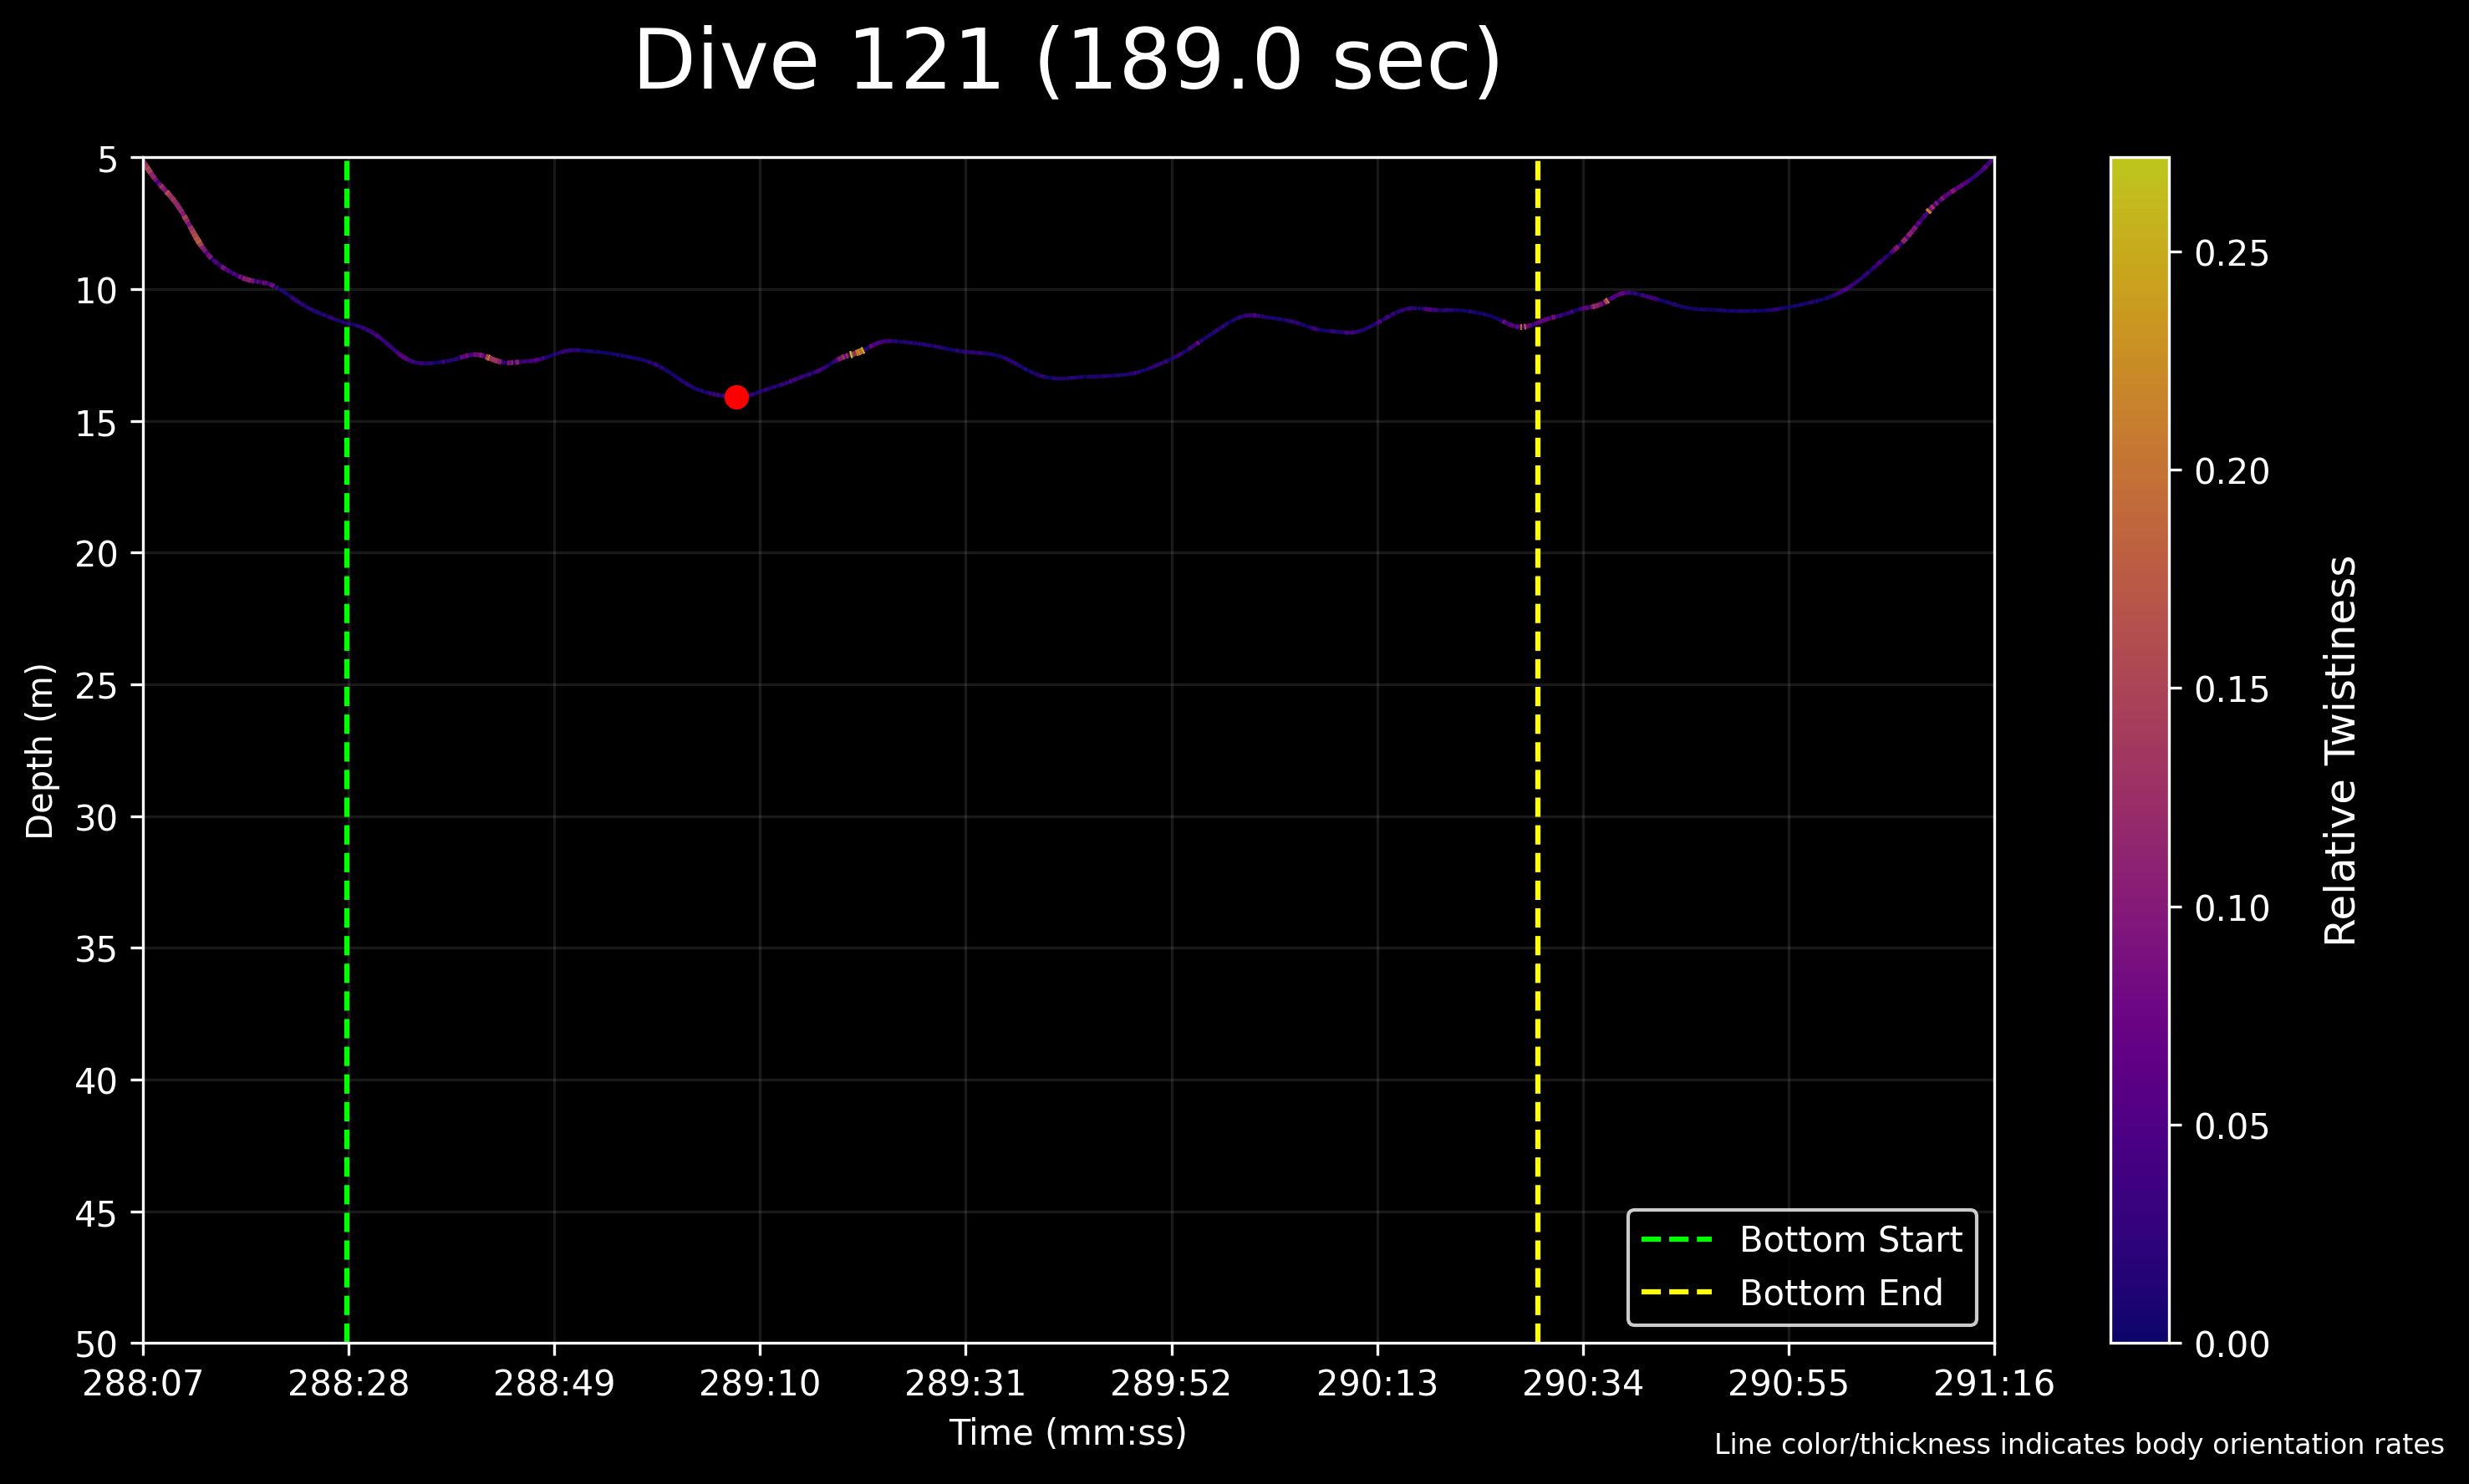 Dive 121 (189.0 sec)
5
10
15
20
25
30
35
40
45
50
Depth (m)
288:07 288:28 288:49 289:10 289:31 289:52 290:13 290:34 290:55 291:16
Time (mm:ss)
Bottom Start
Bottom End
0.25
0.20
0.15
0.10
0.05
0.00
Relative Twistiness
Line color/thickness indicates body orientation rates